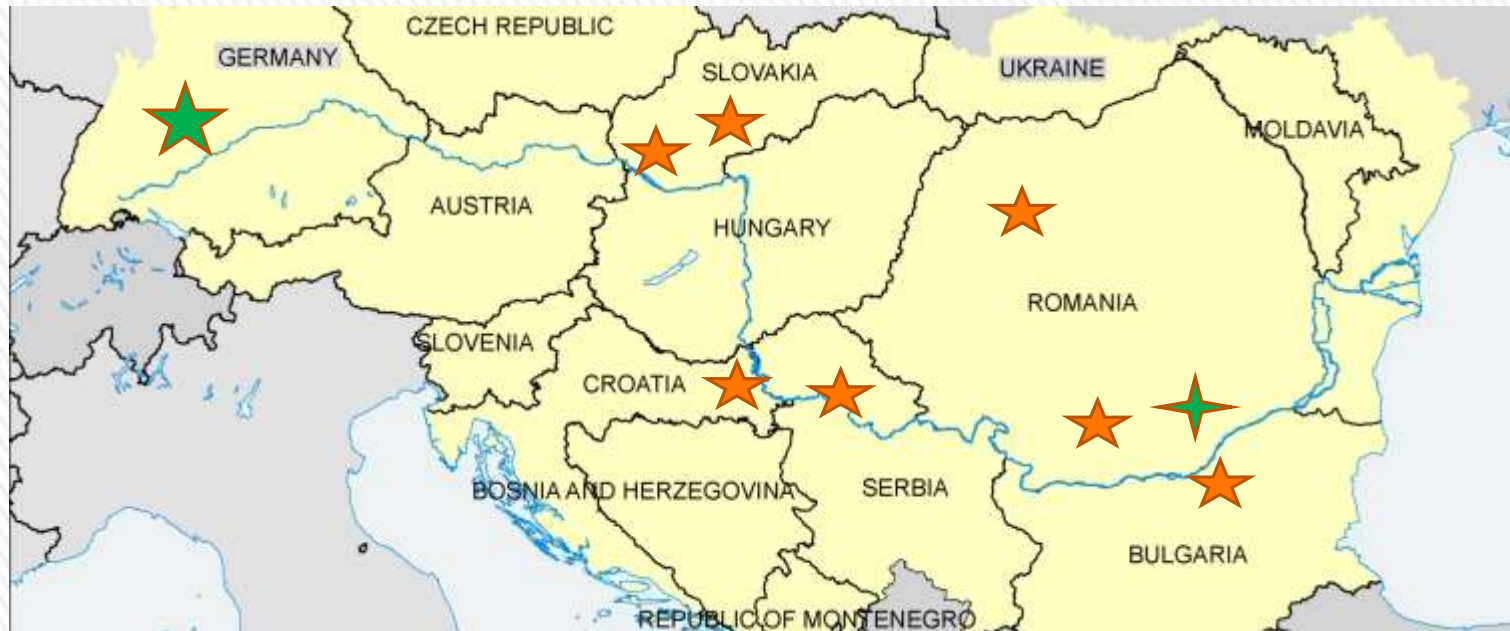 CZECH REPUBLIC
GERMANY
SLOVAKIA
UKRAINE
MOLDAVIA
AUSTRIA
HUNGARY
ROMANIA
SLOVENIA
CROATIA
BOSNIA AND HERZEGOVINA
SERBIA
BULGARIA
REPUBLIC OF MONTENEGRO